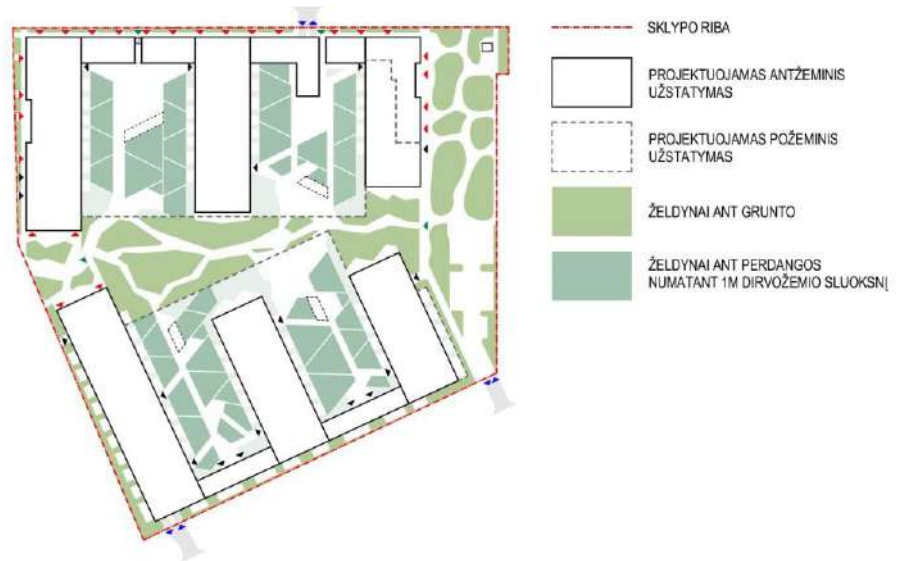 SKLYPO RIBA
PROJEKTUOJAMAS ANTŽEMINIS
UŽSTATYMAS
PROJEKTUOJAMAS POŽEMINIS
UŽSTATYMAS
ŽELDYNAI ANT GRUNTO
ŽELDYNAI ANT PERDANGOS
NUMATANT 1M DIRVOŽEMIO SLUOKSNĮ